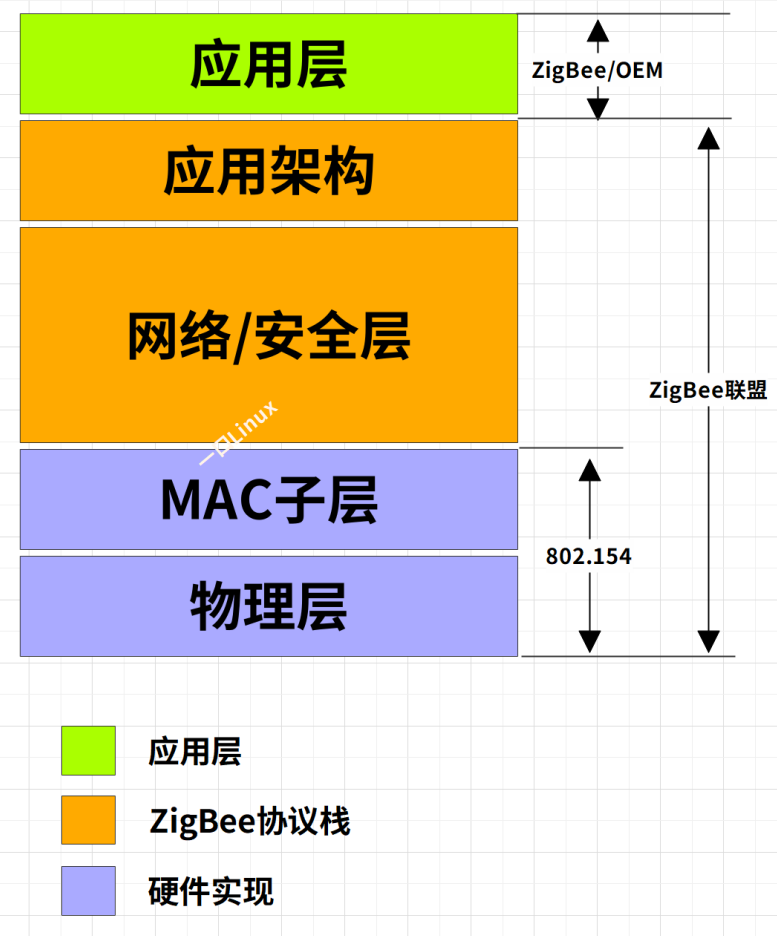 应用层
ZigBee/OEM
应用架构
网络/安全层
ZigBee联盟
一口Linux
MAC子层
802.154
物理层
应用层
ZigBee协议栈
硬件实现